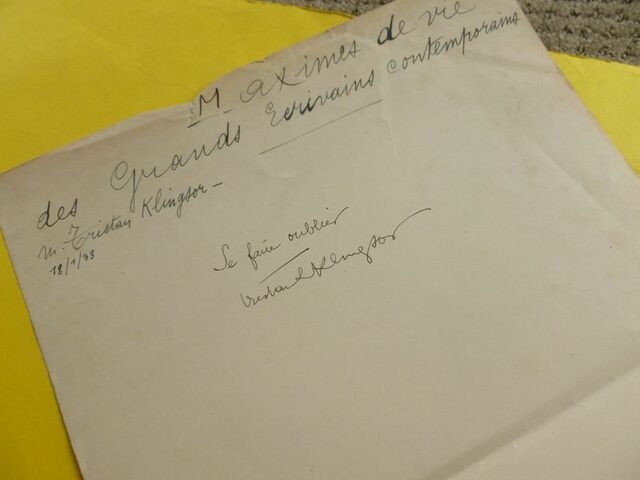 Maximes de vie
des Grands Ecrivains contemporains
M. Tristan Klingsor –
18/1/33
Se faire oublier
Tristan Klingsor